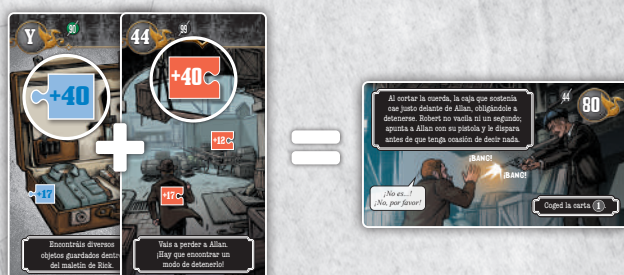 Y
90
+40
+17
Encontráis diversos
objetos guardados dentro
del maletín de Rick.
44
99
+40
+12
+17
Vais a perder a Allan.
¡Hay que encontrar un
modo de detenerlo!
Al cortar la cuerda, la caja que sostenía
cae justo delante de Allan, obligándole a
detenerse. Robert no vacila ni un segundo;
apunta a Allan con su pistola y le dispara
antes de que tenga ocasión de decir nada.
44
80
¡BANG!
¡BANG!
¡No es...!
¡No, por favor!
Coged la carta 1.